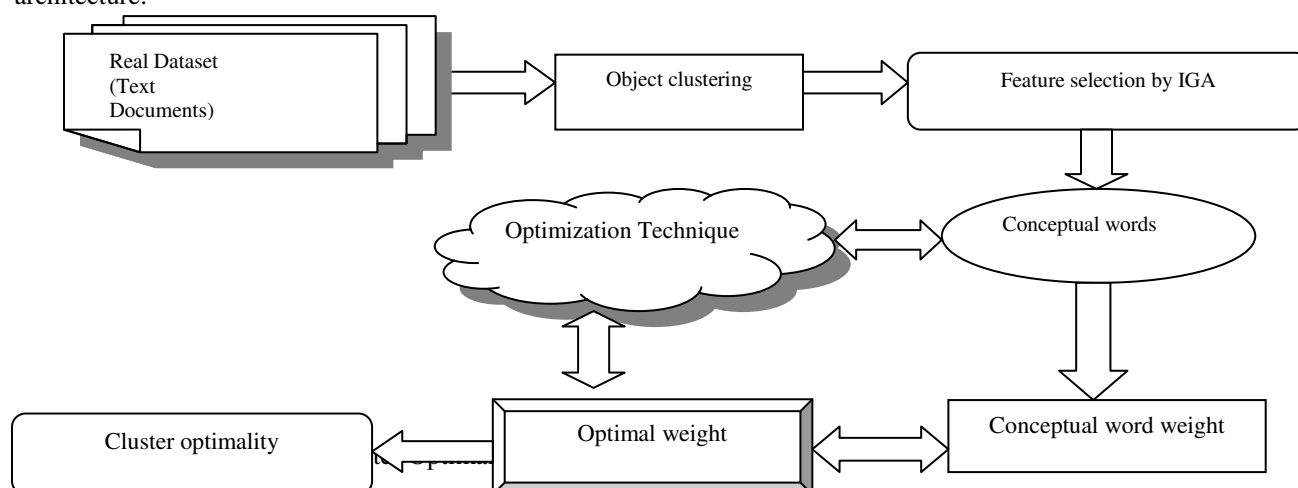 architecture.
Real Dataset
(Text
Documents)
Object clustering
Feature selection by IGA
Optimization Technique
Conceptual words
Cluster optimality
Optimal weight
Conceptual word weight